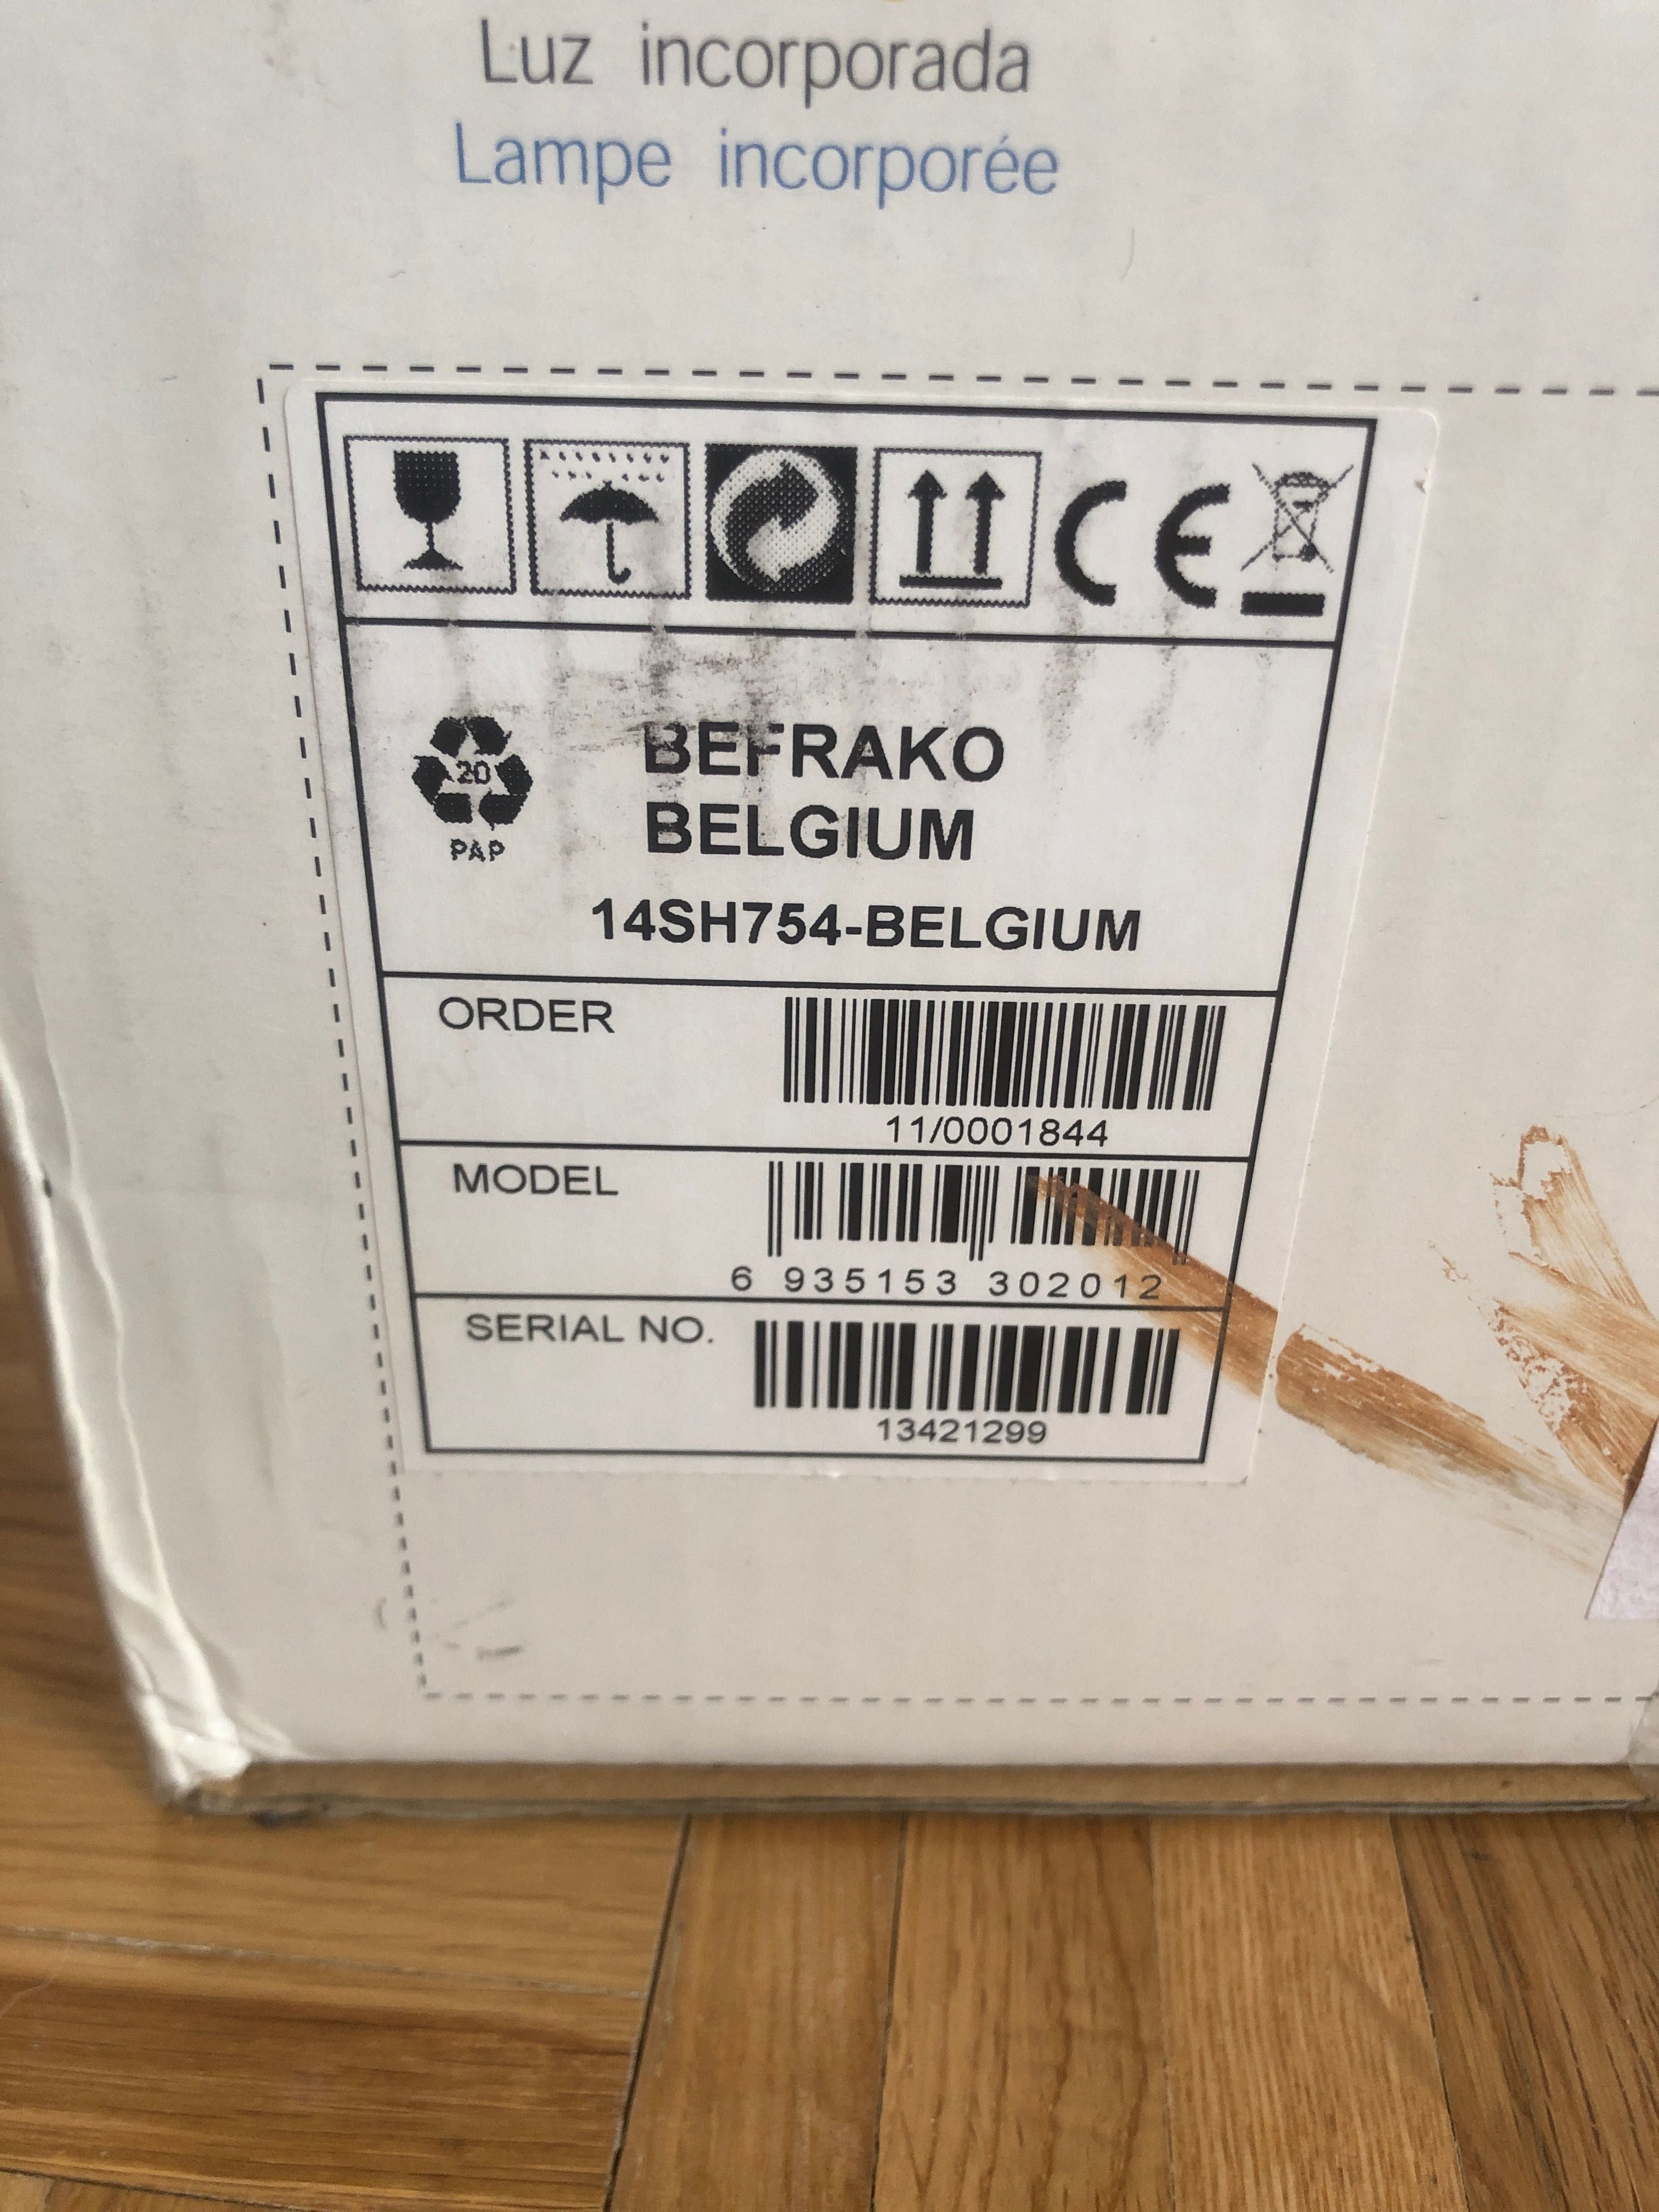 Luz incorporada
Lampe incorporée
CE
20
PAP
BEFRAKO
BELGIUM
14SH754-BELGIUM
ORDER
11/0001844
MODEL
6 935153 302012
SERIAL NO.
13421299